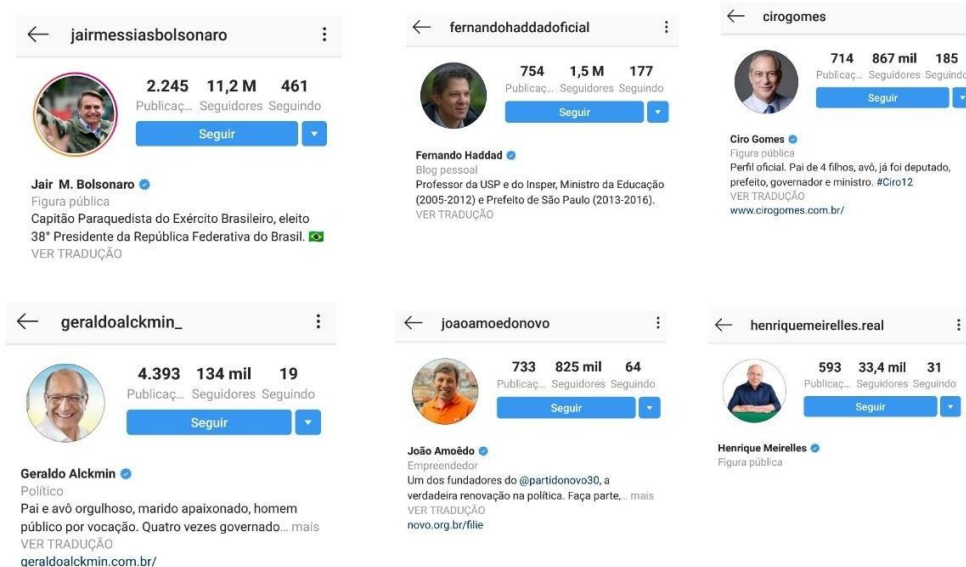 jairmessiasbolsonaro
2.245 11,2 M 461
Publicaç... Seguidores Seguindo
Seguir
Jair M. Bolsonaro
Figura pública
Capitão Paraquedista do Exército Brasileiro, eleito
38° Presidente da República Federativa do Brasil.
VER TRADUÇÃO
fernandohaddadoficial
754 1,5 M 177
Publicaç... Seguidores Seguindo
Seguir
Fernando Haddad
Blog pessoal
Professor da USP e do Insper, Ministro da Educação
(2005-2012) e Prefeito de São Paulo (2013-2016).
VER TRADUÇÃO
cirogomes
714 867 mil 185
Publicaç... Seguidores Seguindo
Seguir
Ciro Gomes
Figura pública
Perfil oficial. Pai de 4 filhos, avô, já foi deputado,
prefeito, governador e ministro. #Ciro12
VER TRADUÇÃO
www.cirogomes.com.br/
geraldoalckmin_
4.393 134 mil 19
Publicaç... Seguidores Seguindo
Seguir
Geraldo Alckmin
Político
Pai e avô orgulhoso, marido apaixonado, homem
público por vocação. Quatro vezes governado... mais
VER TRADUÇÃO
geraldoalckmin.com.br/
joaoamoedonovo
733 825 mil 64
Publicaç... Seguidores Seguindo
Seguir
João Amoêdo
Empreendedor
Um dos fundadores do @partidonovo30, a
verdadeira renovação na política. Faça parte,... mais
VER TRADUÇÃO
novo.org.br/filie
henriquemeirelles.real
593 33,4 mil 31
Publicaç... Seguidores Seguindo
Seguir
Henrique Meirelles
Figura pública